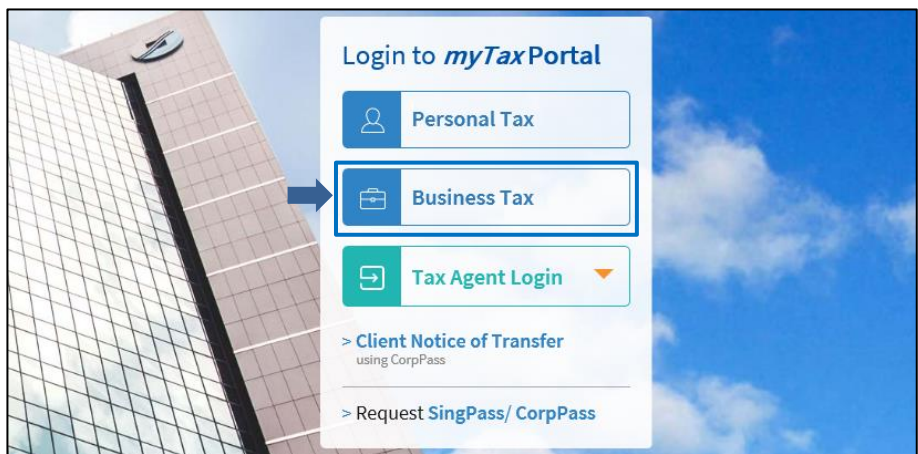 Login to myTax Portal
Personal Tax
Business Tax
Tax Agent Login
> Client Notice of Transfer
using CorpPass
> Request SingPass/ CorpPass